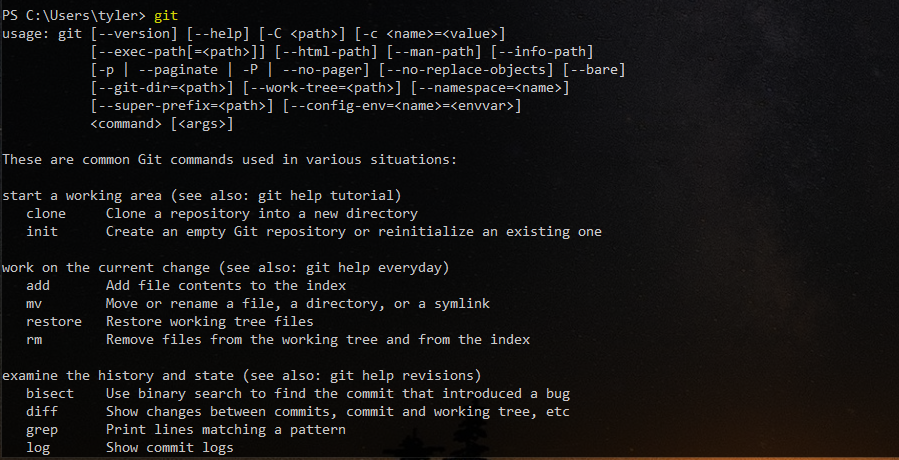 PS C:\Users\tyler> git
usage: git [--version] [--help] [-C <path>] [-c <name>=<value>]
           [--exec-path[=<path>]] [--html-path] [--man-path] [--info-path]
           [-p | --paginate | -P | --no-pager] [--no-replace-objects] [--bare]
           [--git-dir=<path>] [--work-tree=<path>] [--namespace=<name>]
           [--super-prefix=<path>] [--config-env=<name>=<envvar>]
           <command> [<args>]

These are common Git commands used in various situations:

start a working area (see also: git help tutorial)
   clone     Clone a repository into a new directory
   init      Create an empty Git repository or reinitialize an existing one

work on the current change (see also: git help everyday)
   add       Add file contents to the index
   mv        Move or rename a file, a directory, or a symlink
   restore   Restore working tree files
   rm        Remove files from the working tree and from the index

examine the history and state (see also: git help revisions)
   bisect    Use binary search to find the commit that introduced a bug
   diff      Show changes between commits, commit and working tree, etc
   grep      Print lines matching a pattern
   log       Show commit logs